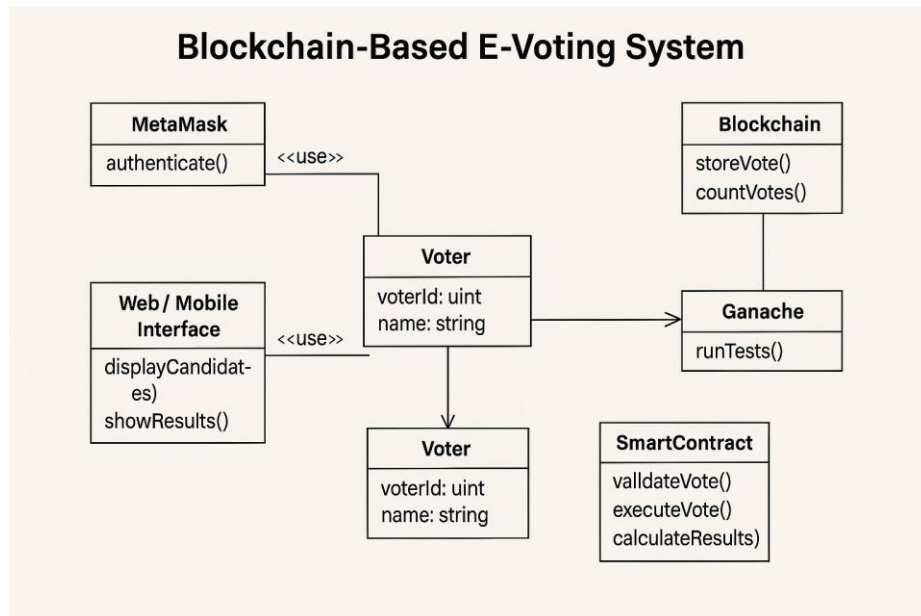 Blockchain-Based E-Voting System
MetaMask
authenticate()
<<use>>
Blockchain
storeVote()
countVotes()
Voter
voterId: uint
name: string
Web / Mobile
Interface
displayCandidat-
es)
showResults()
<<use>>
Ganache
runTests()
Voter
voterId: uint
name: string
SmartContract
valldateVote()
executeVote()
calculateResults)